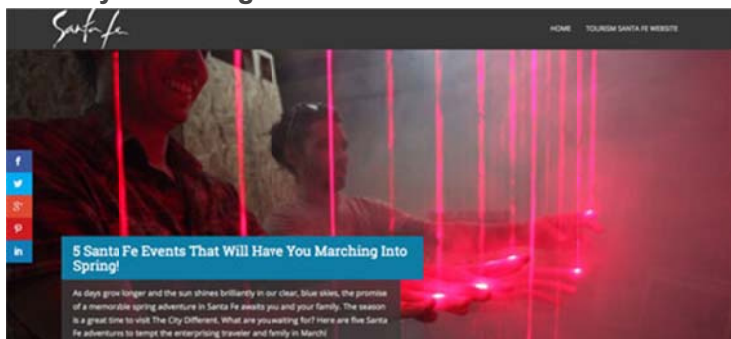 Santa Fe
HOME TOURISM SANTA FE WEBSITE
f
g+
p
in
5 Santa Fe Events That Will Have You Marching Into
Spring!
As days grow longer and the sun shines brilliantly in our clear, blue skies, the promise
of a memorable spring adventure in Santa Fe awaits you and your family. The season
is a great time to visit The City Different. What are you waiting for? Here are five Santa
Fe adventures to tempt the enterprising traveler and family in March!